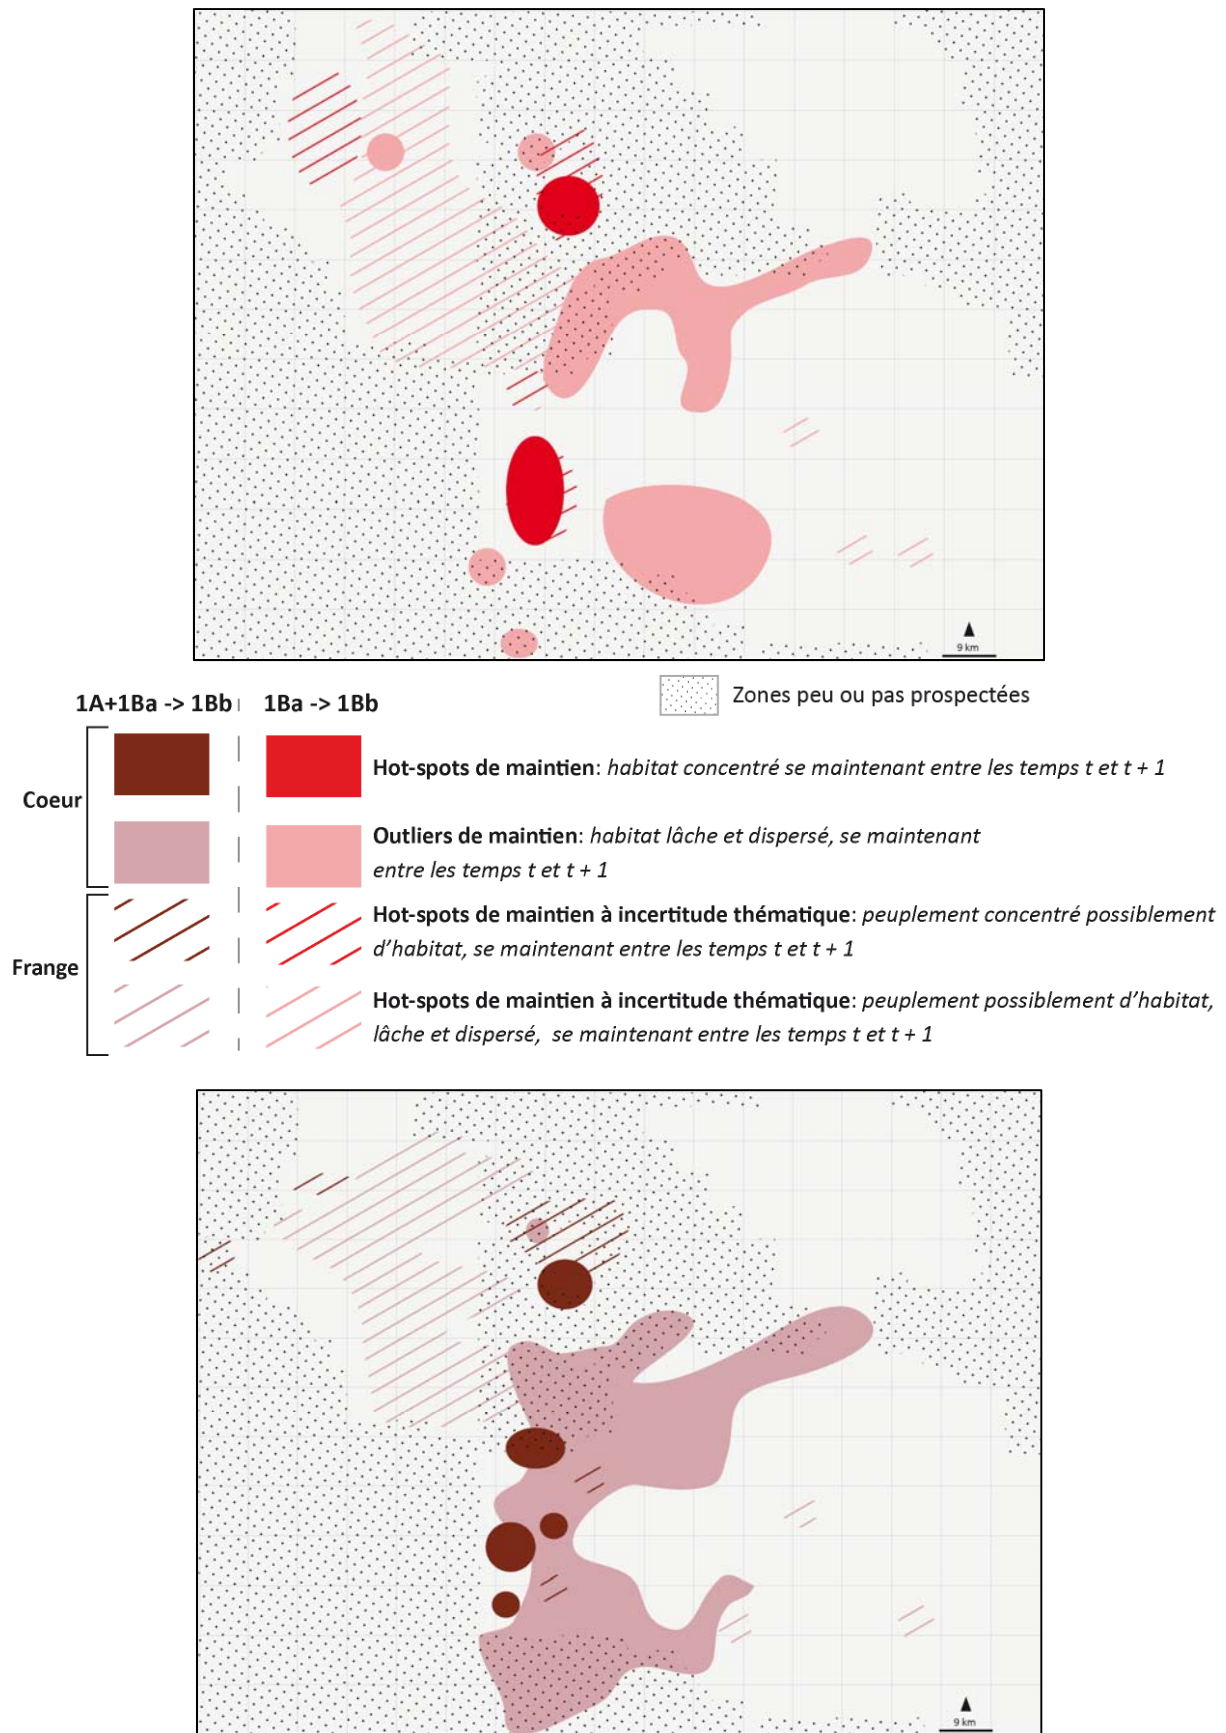 9 km
1A+1Ba -> 1Bb 1Ba -> 1Bb
Zones peu ou pas prospectées
Coeur
Hot-spots de maintien: habitat concentré se maintenant entre les temps t et t + 1
Outliers de maintien: habitat lâche et dispersé, se maintenant
entre les temps t et t + 1
Frange
Hot-spots de maintien à incertitude thématique: peuplement concentré possiblement
d'habitat, se maintenant entre les temps t et t + 1
Hot-spots de maintien à incertitude thématique: peuplement possiblement d'habitat,
lâche et dispersé, se maintenant entre les temps t et t + 1
9 km